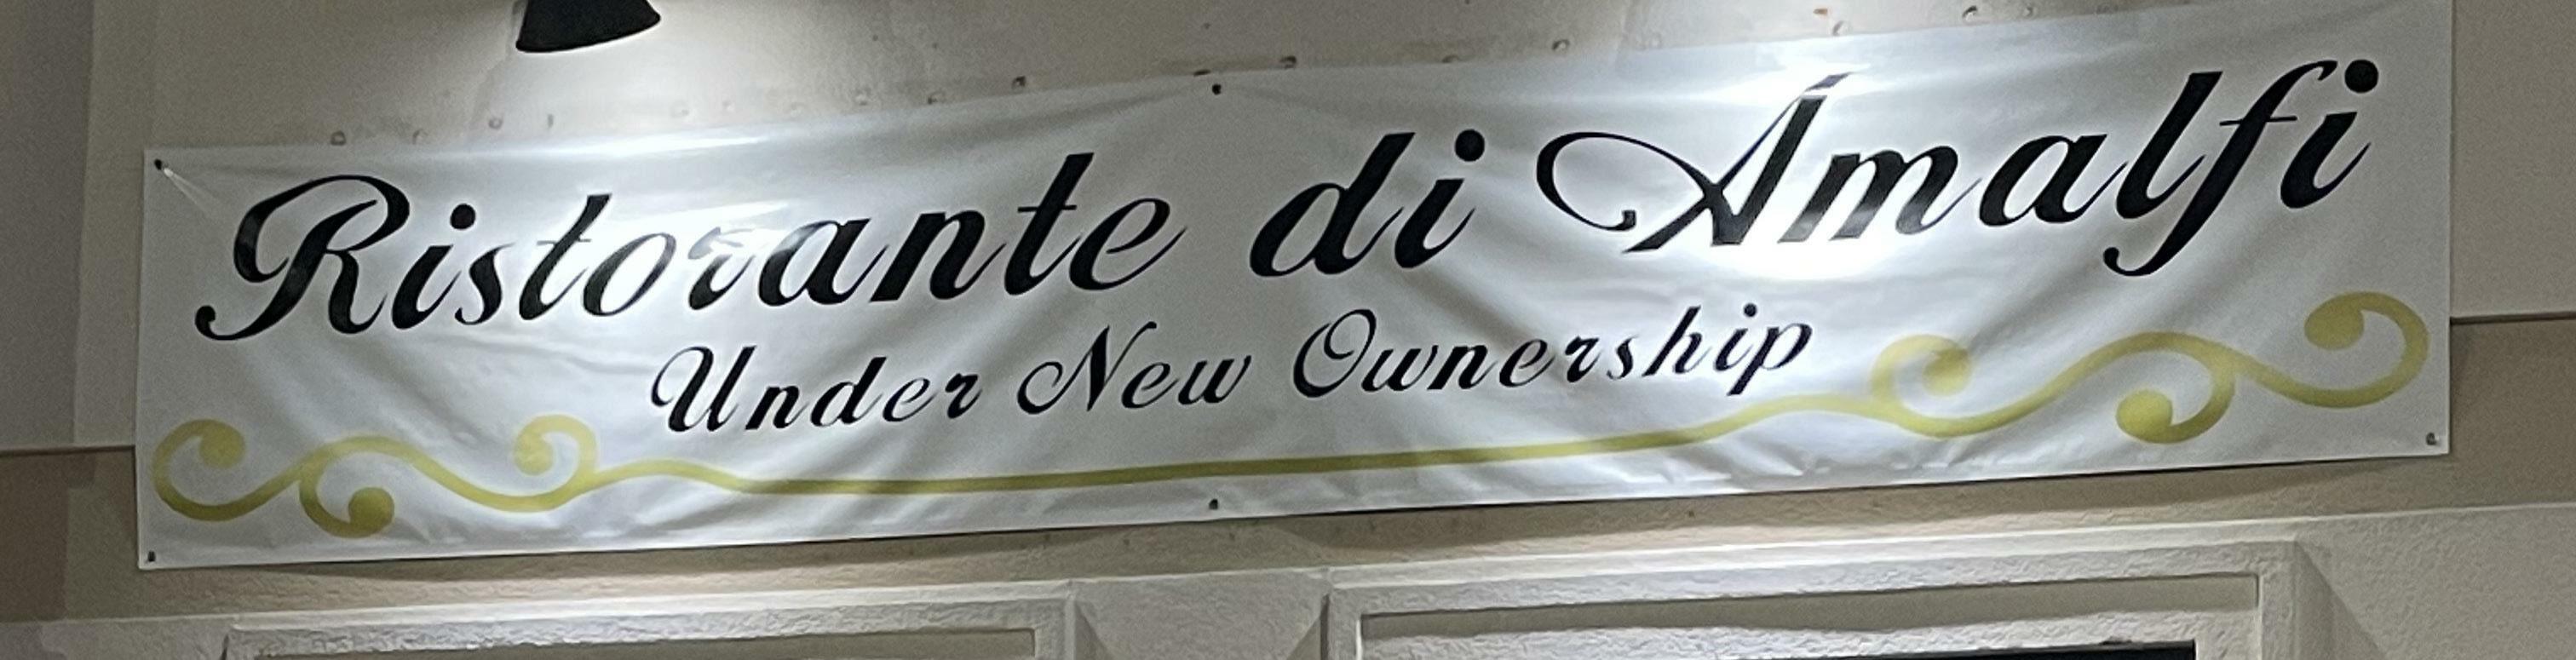 Ristorante di Amalfi
Under New Ownership